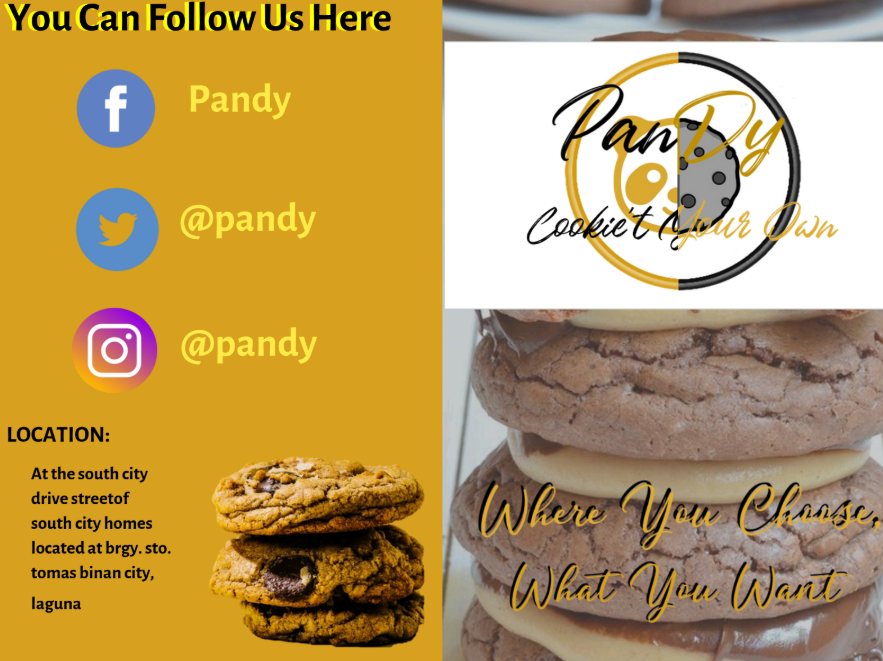 You Can Follow Us Here
Pandy
@pandy
@pandy
LOCATION:
At the south city
drive streetof
south city homes
located at brgy. sto.
tomas binan city,
laguna
PanDy
Cookie't Your Own
Where You Choose,
What You Want